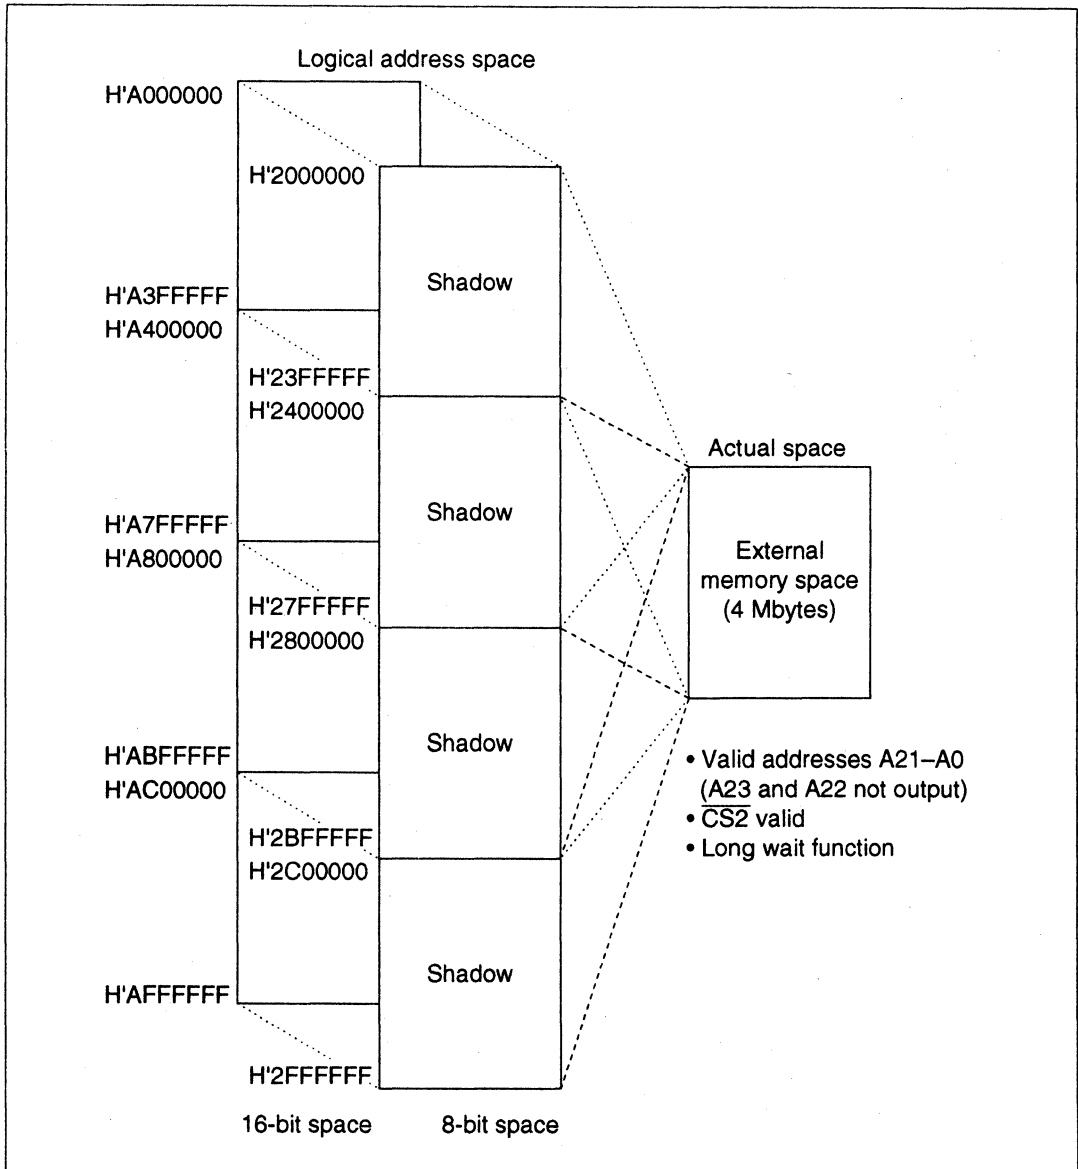 Logical address space
H'A000000
H'2000000
Shadow
H'A3FFFFF
H'A400000
H'23FFFFF
H'2400000
Actual space
Shadow
H'A7FFFFF
H'A800000
External
memory space
(4 Mbytes)
H'27FFFFF
H'2800000
Shadow
H'ABFFFFF
H'AC00000
• Valid addresses A21–A0
(A23 and A22 not output)
• CS2 valid
• Long wait function
H'2BFFFFF
H'2C00000
Shadow
H'AFFFFFF
H'2FFFFFF
16-bit space
8-bit space